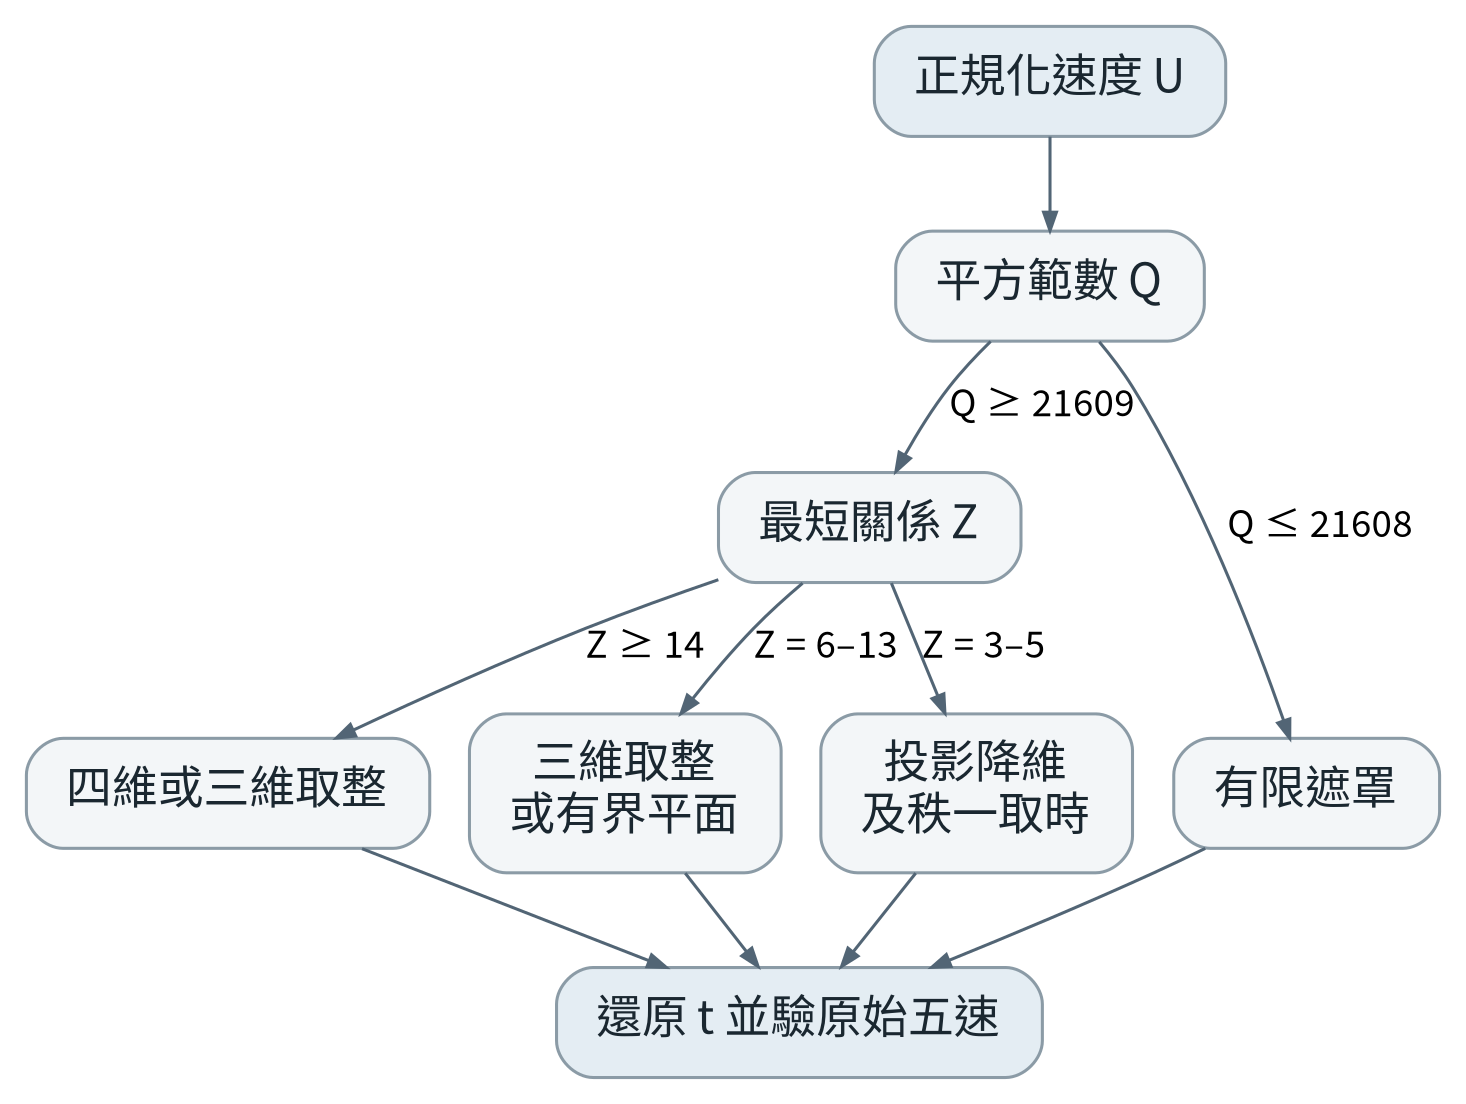 正規化速度 U
平方範數 Q
Q ≥ 21609
Q ≤ 21608
最短關係 Z
Z ≥ 14
Z = 6–13
Z = 3–5
四維或三維取整
三維取整
或有界平面
投影降維
及秩一取時
有限遮罩
還原 t 並驗原始五速